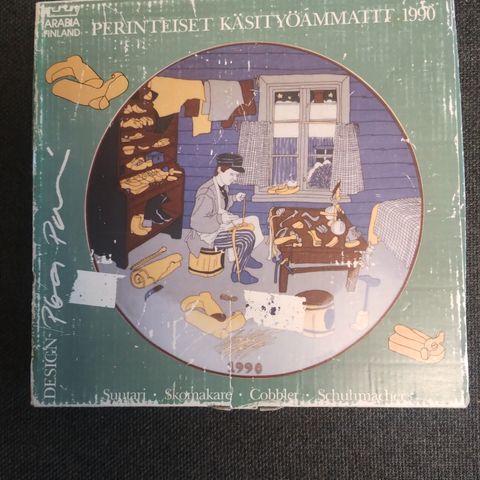 ARABIA
FINLAND
PERINTEISET KÄSITYÖAMMATIT 1990
1990
DESIGN
Suutari · Skomakare · Cobbler · Schuhmacher